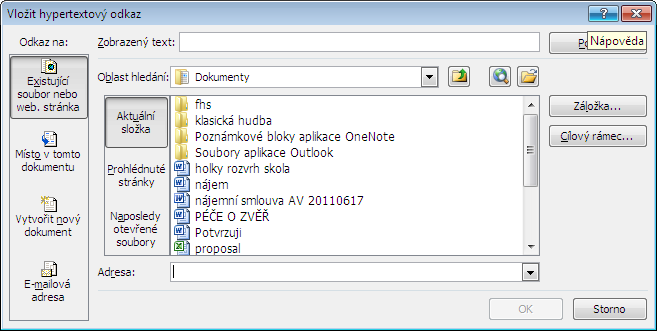 Vložit hypertextový odkaz
Odkaz na:
Zobrazený text:
Nápověda
Existující
soubor nebo
web. stránka
Oblast hledání:
Dokumenty
Aktuální
složka
fhs
klasická hudba
Poznámkové bloky aplikace OneNote
Soubory aplikace Outlook
holky rozvrh skola
nájem
nájemní smlouva AV 20110617
PÉČE O ZVĚŘ
Potvrzuji
proposal
Záložka...
Cílový rámec...
Místo v tomto
dokumentu
Prohlédnuté
stránky
Vytvořit nový
dokument
Naposledy
otevřené
soubory
E-mailová
adresa
Adresa:
OK
Storno